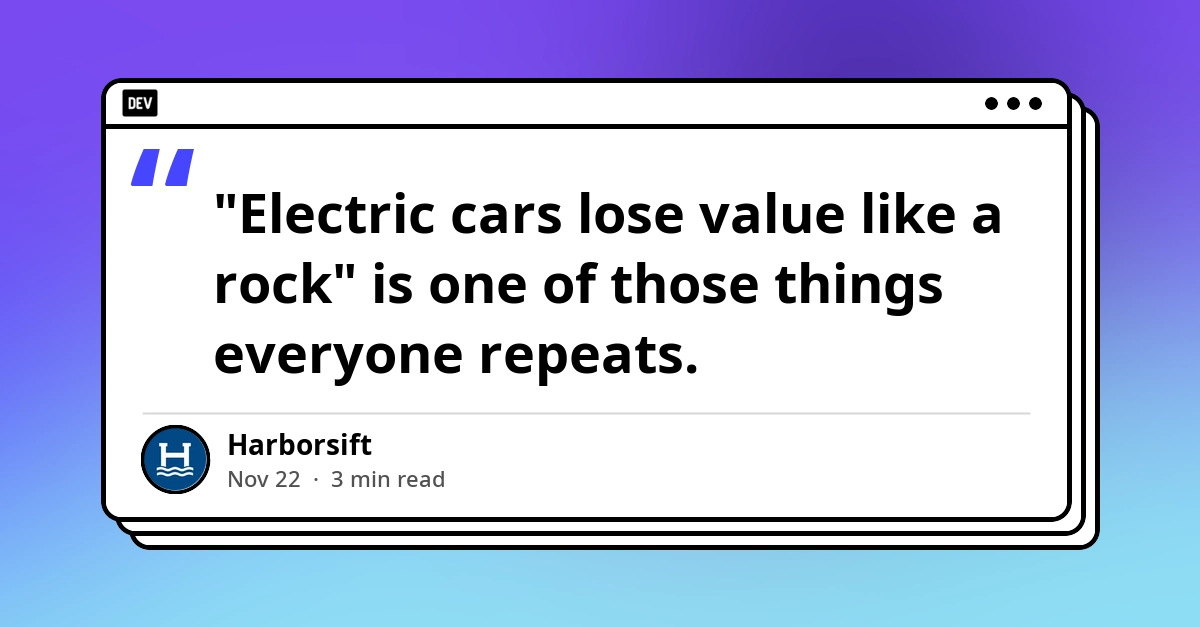 DEV
"Electric cars lose value like a
rock" is one of those things
everyone repeats.
H
Harborsift
Nov 22 · 3 min read